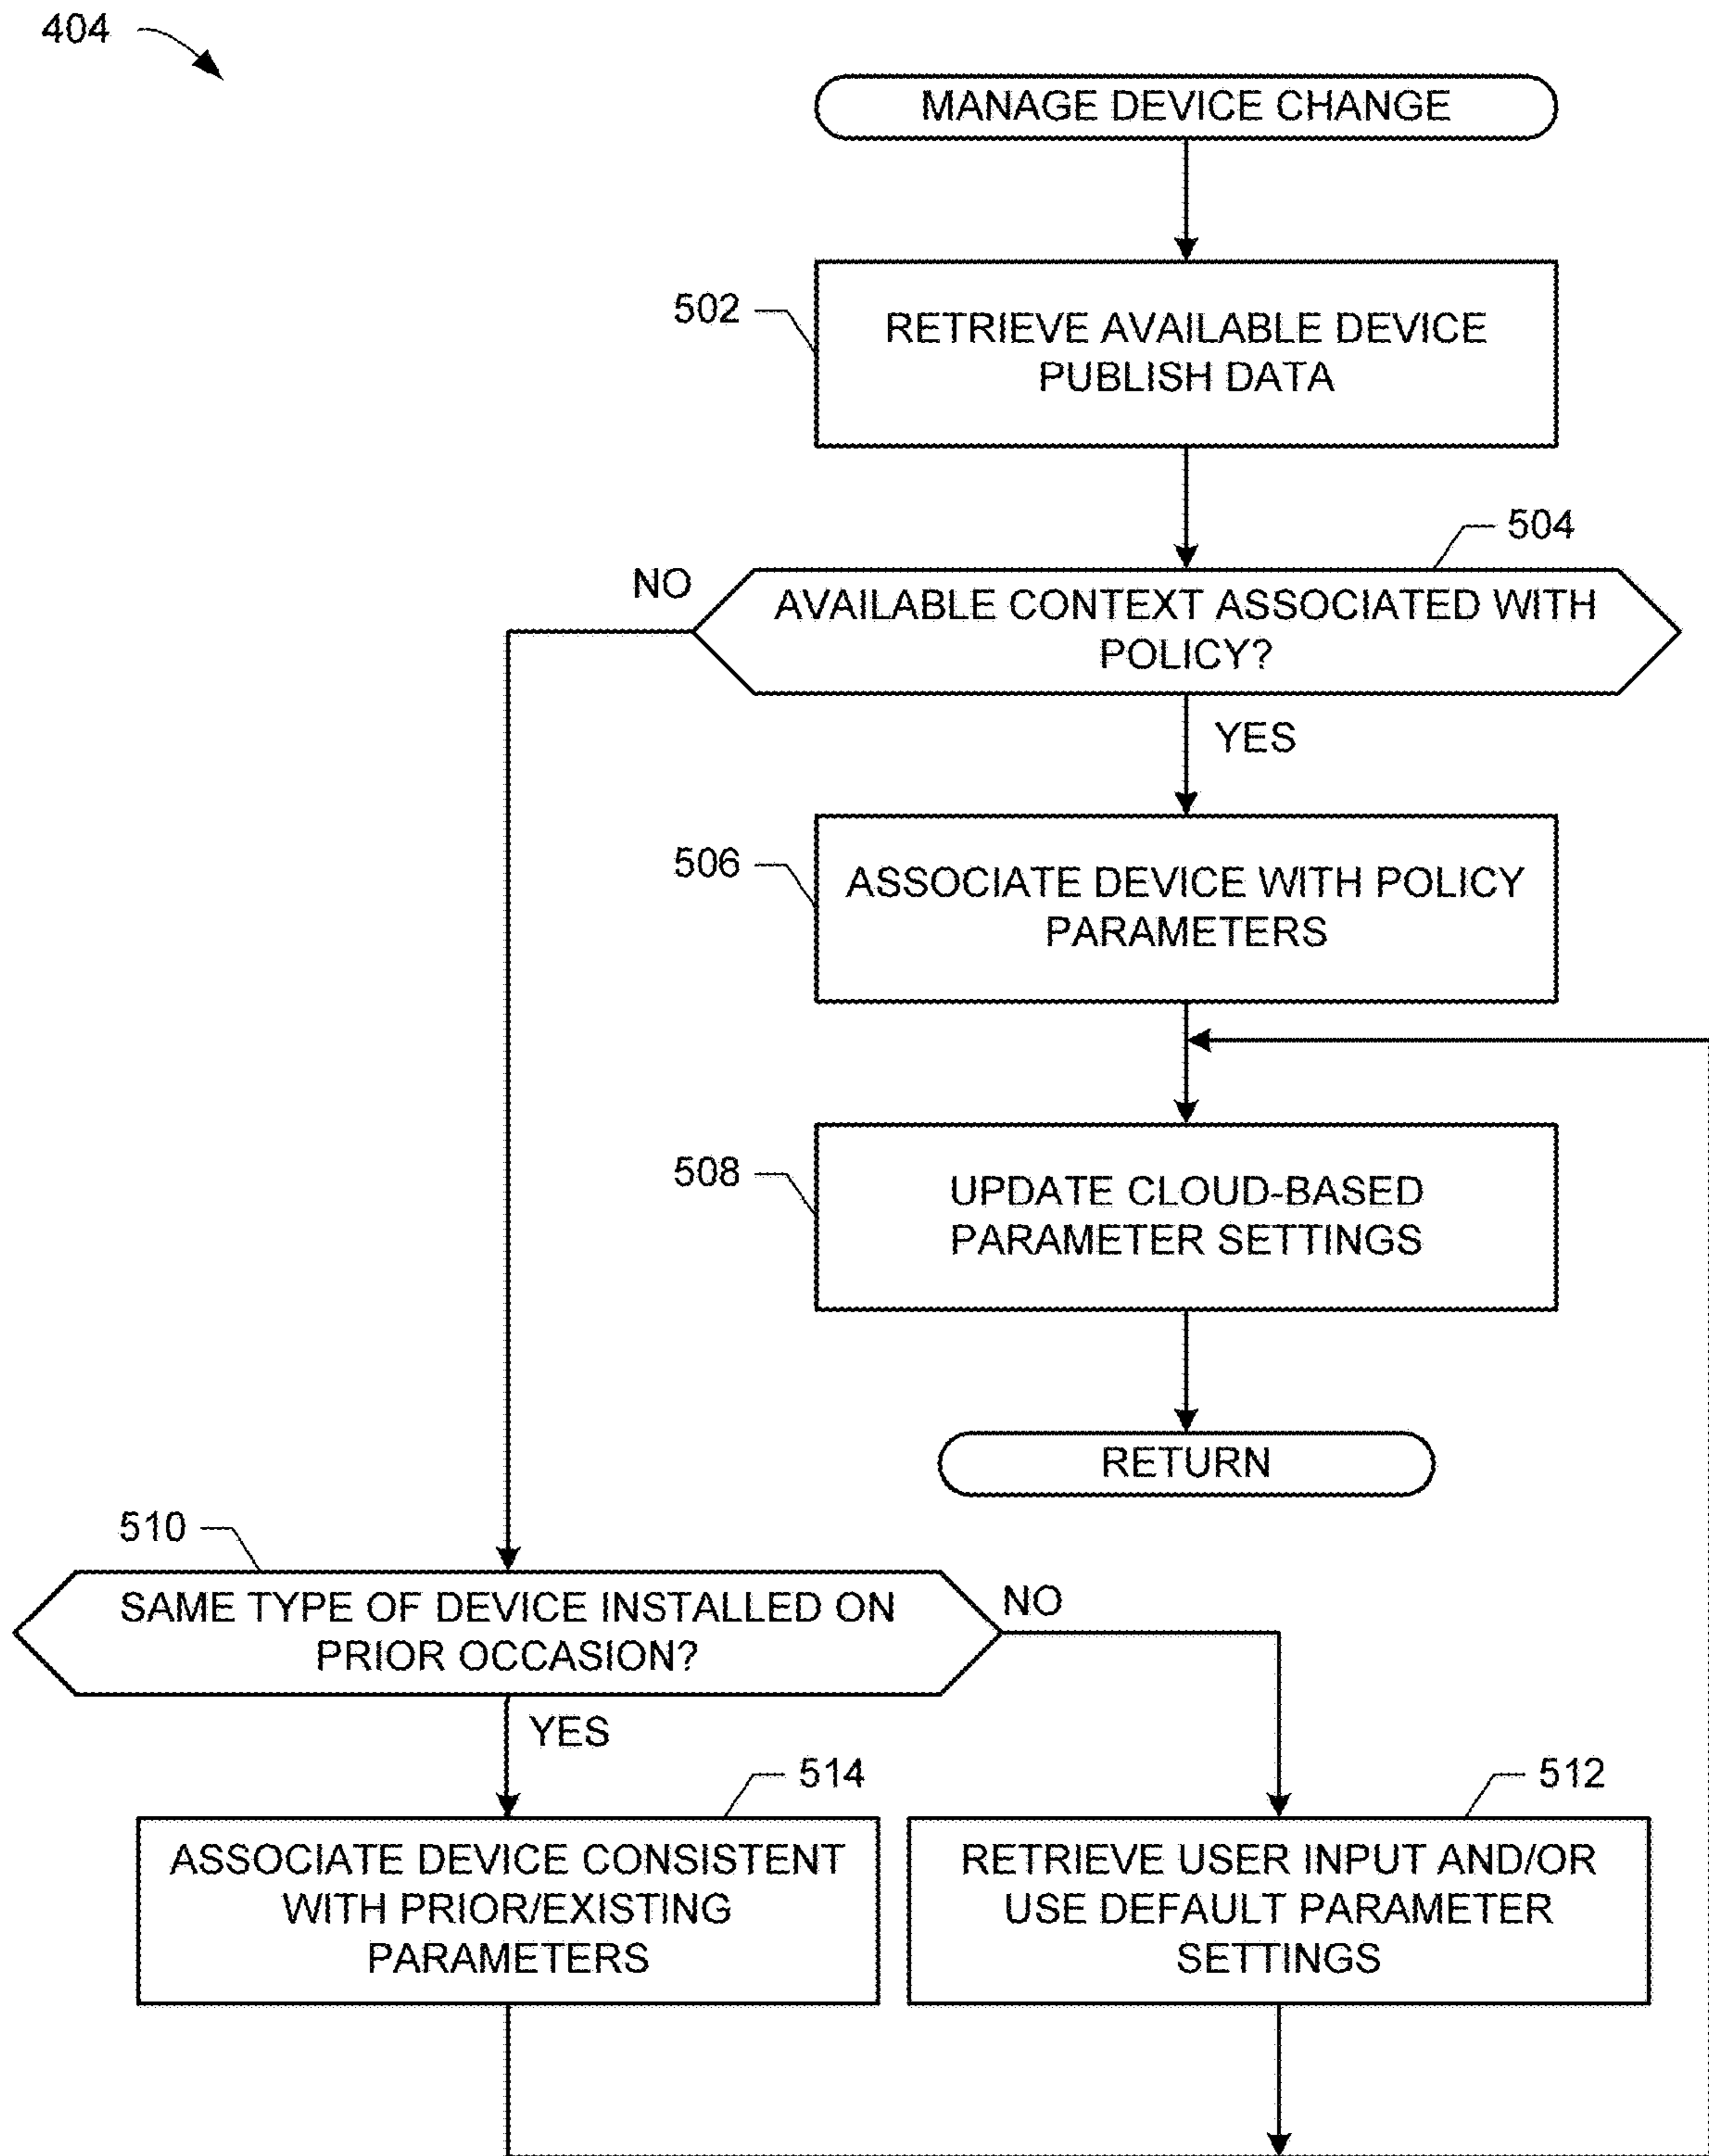 404
MANAGE DEVICE CHANGE
502
RETRIEVE AVAILABLE DEVICE
PUBLISH DATA
504
NO
AVAILABLE CONTEXT ASSOCIATED WITH
POLICY?
YES
506
ASSOCIATE DEVICE WITH POLICY
PARAMETERS
508
UPDATE CLOUD-BASED
PARAMETER SETTINGS
RETURN
510
SAME TYPE OF DEVICE INSTALLED ON
PRIOR OCCASION?
NO
YES
514
ASSOCIATE DEVICE CONSISTENT
WITH PRIOR/EXISTING
PARAMETERS
512
RETRIEVE USER INPUT AND/OR
USE DEFAULT PARAMETER
SETTINGS